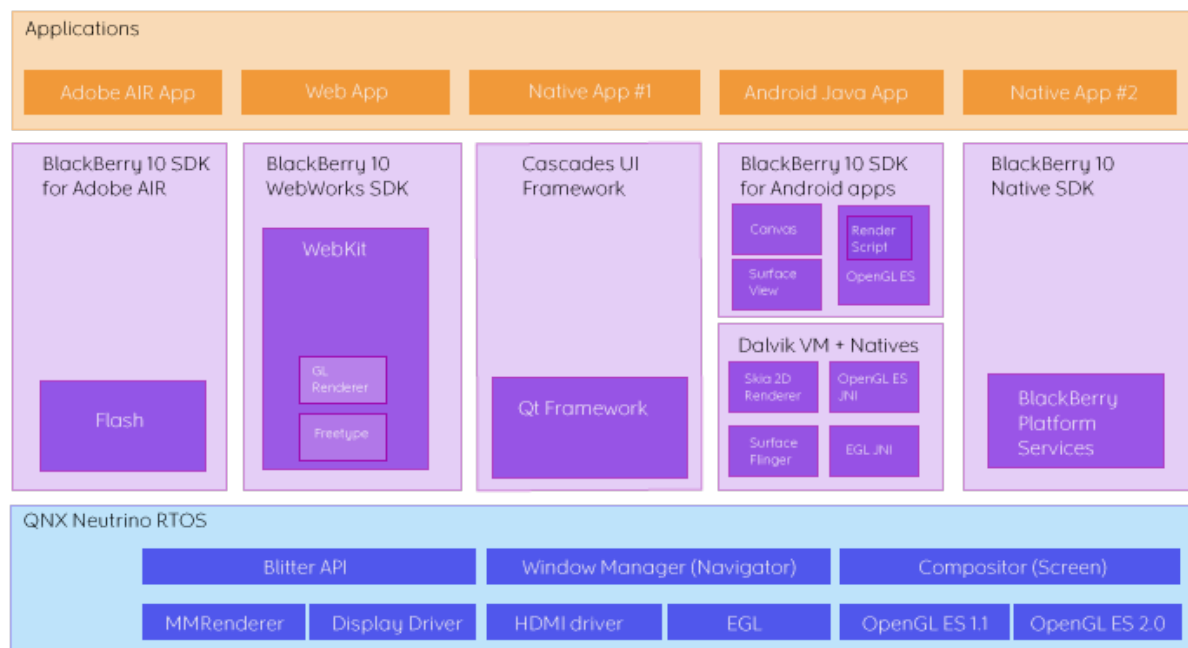 Applications
Adobe AIR App
Web App
Native App #1
Android Java App
Native App #2
BlackBerry 10 SDK
for Adobe AIR
Flash
BlackBerry 10
WebWorks SDK
WebKit
GL
Renderer
Freetype
Cascades UI
Framework
Qt Framework
BlackBerry 10 SDK
for Android apps
Canvas
Surface
View
Render
Script
OpenGL ES
Dalvik VM + Natives
Skia 2D
Renderer
OpenGL ES
JNI
Surface
Flinger
EGL JNI
BlackBerry 10
Native SDK
BlackBerry
Platform
Services
QNX Neutrino RTOS
Blitter API
Window Manager (Navigator)
Compositor (Screen)
MMRenderer
Display Driver
HDMI driver
EGL
OpenGL ES 1.1
OpenGL ES 2.0